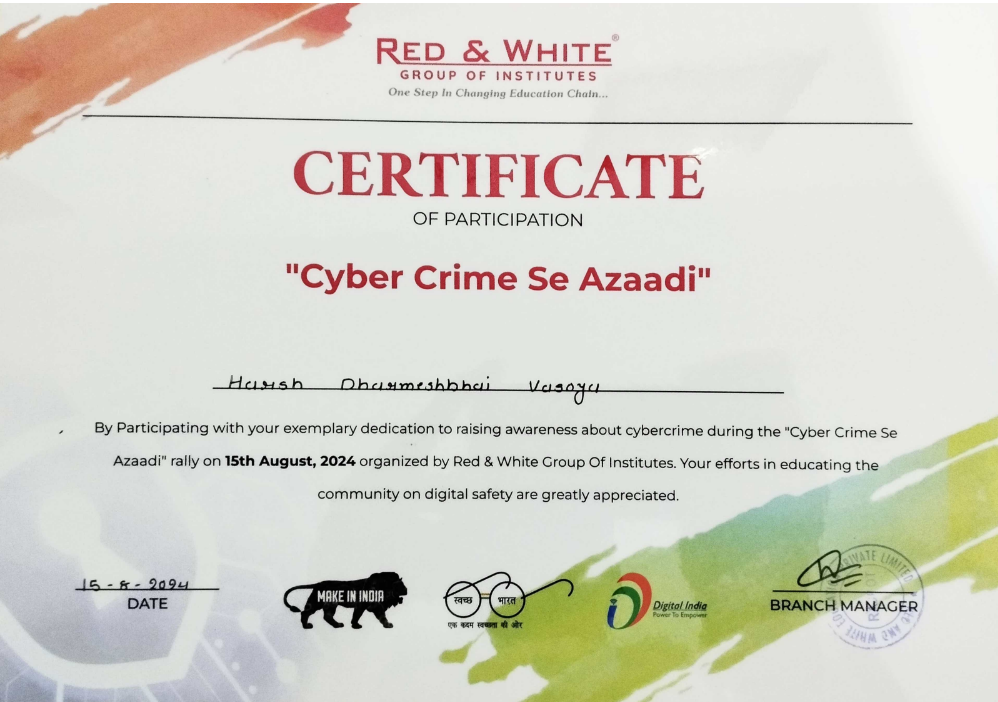 RED & WHITE®
GROUP OF INSTITUTES
One Step In Changing Education Chain...
CERTIFICATE
OF PARTICIPATION
"Cyber Crime Se Azaadi"
Harsh Dharmeshbhai Vasoya
By Participating with your exemplary dedication to raising awareness about cybercrime during the "Cyber Crime Se
Azaadi" rally on 15th August, 2024 organized by Red & White Group Of Institutes. Your efforts in educating the
community on digital safety are greatly appreciated.
15-8-2024
DATE
MAKE IN INDIA
स्वच्छ भारत
एक कदम स्वच्छता की ओर
Digital India
Power To Empower
BRANCH MANAGER
PRIVATE LIMITED
RED AND WHITE